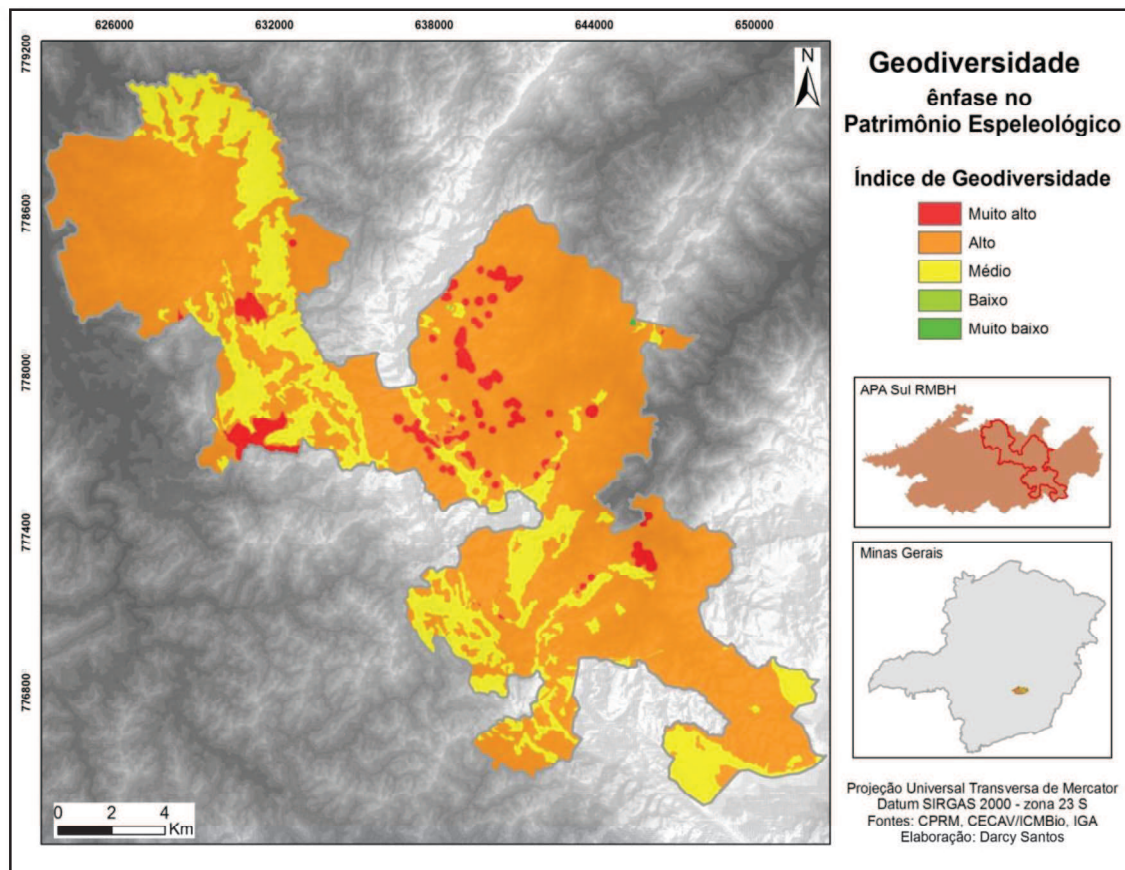 626000 632000 638000 644000 650000
779200
778600
778000
777400
776800
N
0 2 4
Km
Geodiversidade
ênfase no
Patrimônio Espeleológico
Índice de Geodiversidade
Muito alto
Alto
Médio
Baixo
Muito baixo
APA Sul RMBH
Minas Gerais
Projeção Universal Transversa de Mercator
Datum SIRGAS 2000 - zona 23 S
Fontes: CPRM, CECAV/ICMBio, IGA
Elaboração: Darcy Santos